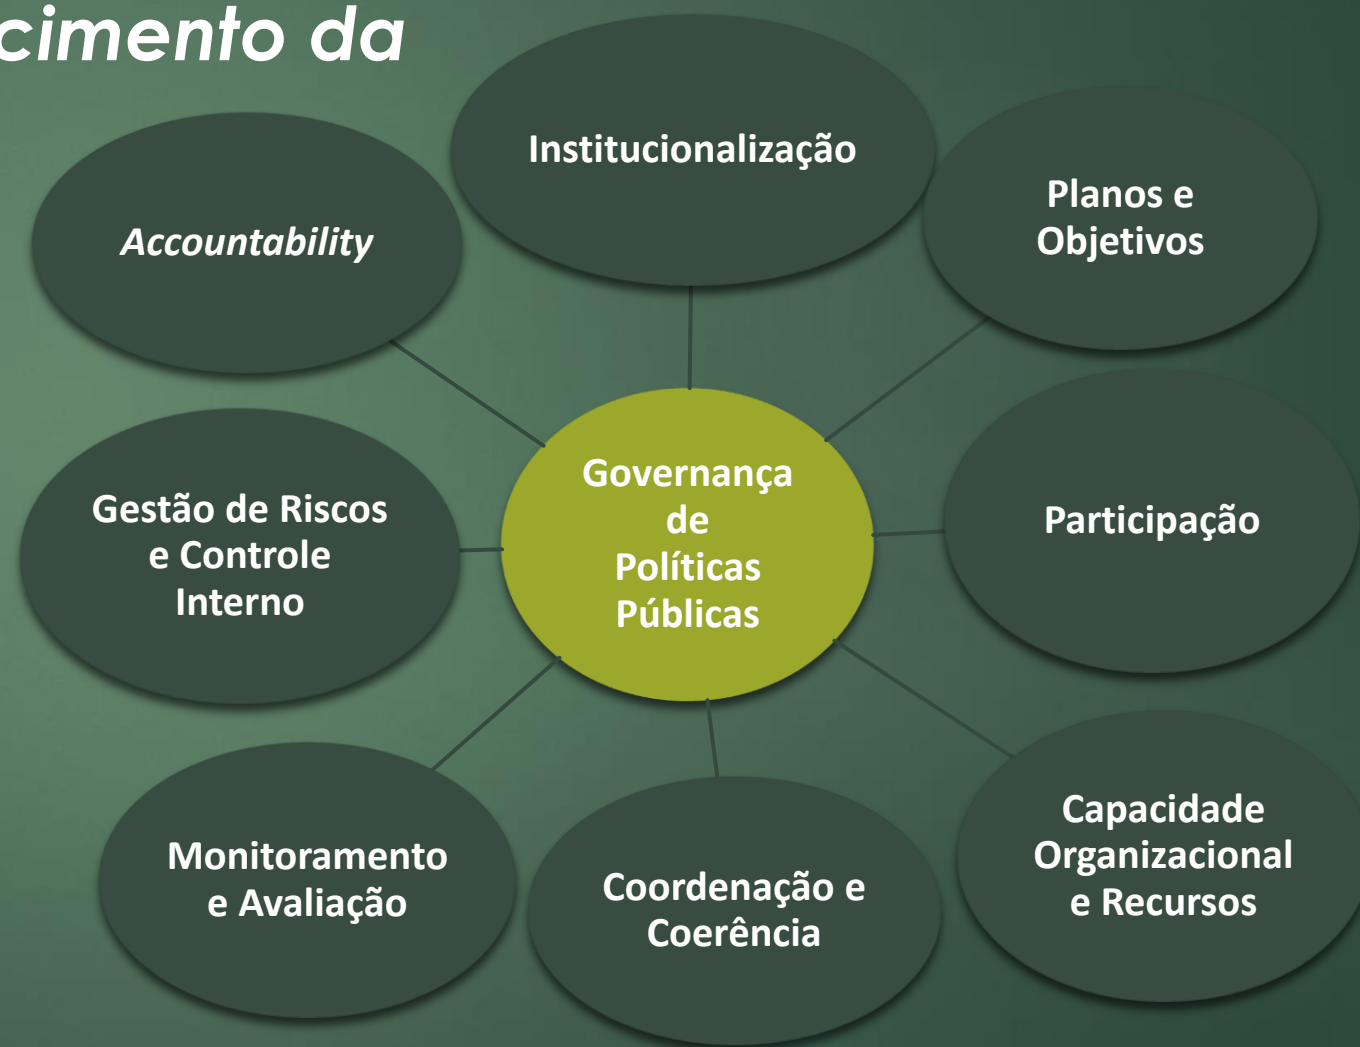 cimento da
Institucionalização
Planos e
Objetivos
Accountability
Governança
de
Políticas
Públicas
Gestão de Riscos
e Controle
Interno
Participação
Monitoramento
e Avaliação
Coordenação e
Coerência
Capacidade
Organizacional
e Recursos